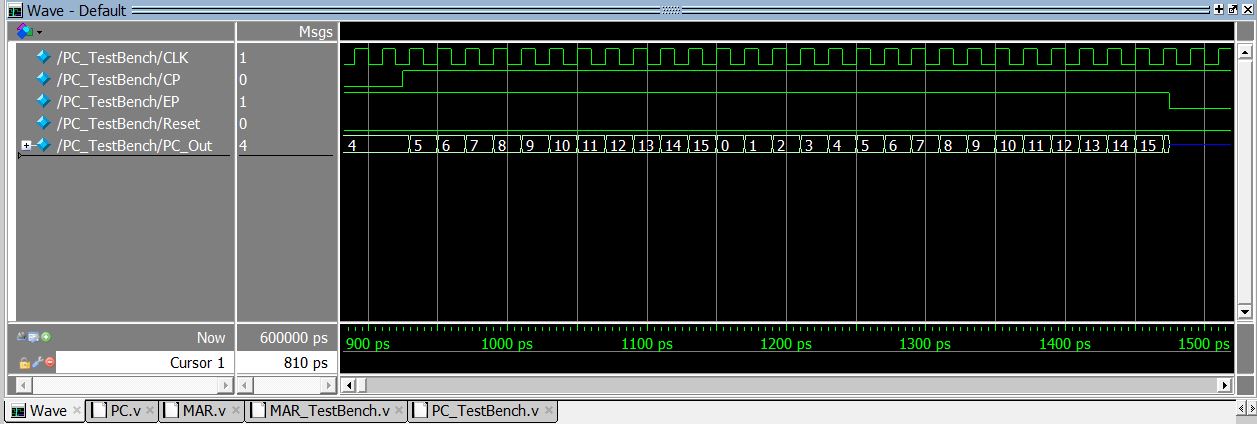 Wave - Default
Msgs
/PC_TestBench/CLK 1
/PC_TestBench/CP 0
/PC_TestBench/EP 1
/PC_TestBench/Reset 0
/PC_TestBench/PC_Out 4 4 5 6 7 8 9 10 11 12 13 14 15 0 1 2 3 4 5 6 7 8 9 10 11 12 13 14 15
Now 600000 ps 900 ps 1000 ps 1100 ps 1200 ps 1300 ps 1400 ps 1500 ps
Cursor 1 810 ps
Wave PC.v MAR.v MAR_TestBench.v PC_TestBench.v